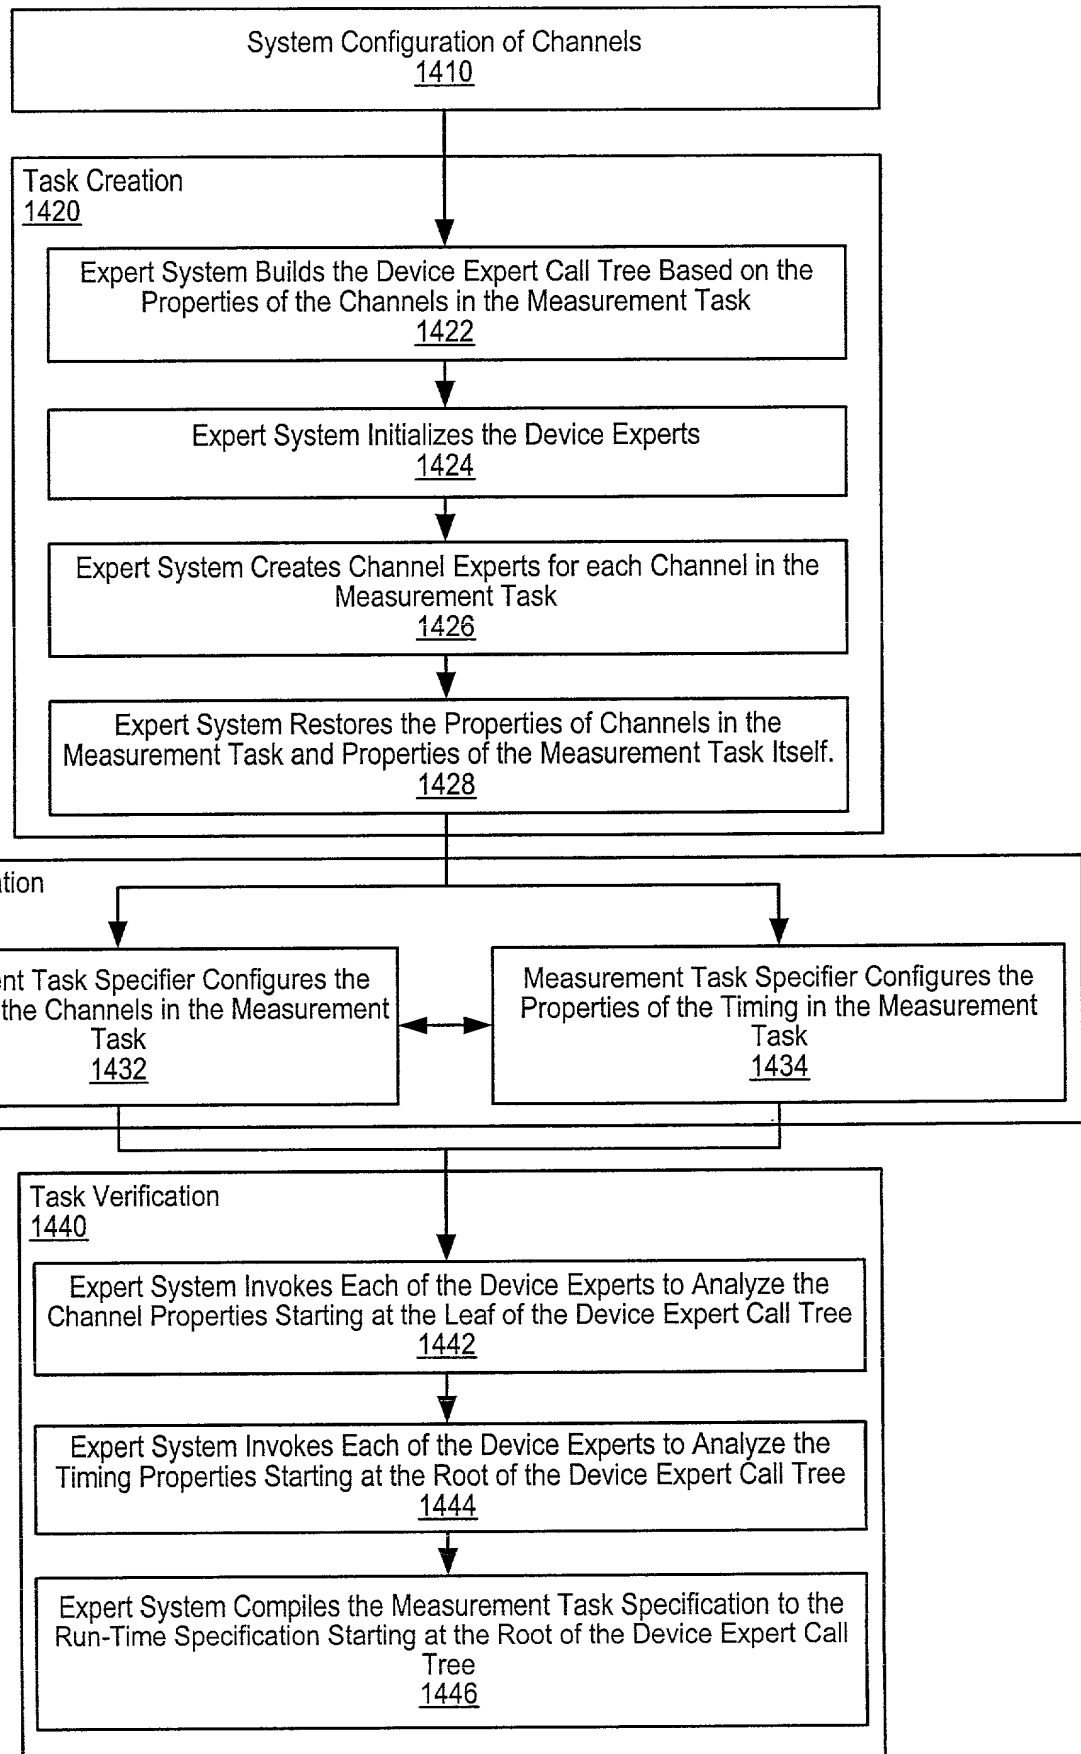 System Configuration of Channels
1410
Task Creation
1420
Expert System Builds the Device Expert Call Tree Based on the
Properties of the Channels in the Measurement Task
1422
Expert System Initializes the Device Experts
1424
Expert System Creates Channel Experts for each Channel in the
Measurement Task
1426
Expert System Restores the Properties of Channels in the
Measurement Task and Properties of the Measurement Task Itself.
1428
ation
nt Task Specifier Configures the
the Channels in the Measurement
Task
1432
Measurement Task Specifier Configures the
Properties of the Timing in the Measurement
Task
1434
Task Verification
1440
Expert System Invokes Each of the Device Experts to Analyze the
Channel Properties Starting at the Leaf of the Device Expert Call Tree
1442
Expert System Invokes Each of the Device Experts to Analyze the
Timing Properties Starting at the Root of the Device Expert Call Tree
1444
Expert System Compiles the Measurement Task Specification to the
Run-Time Specification Starting at the Root of the Device Expert Call
Tree
1446